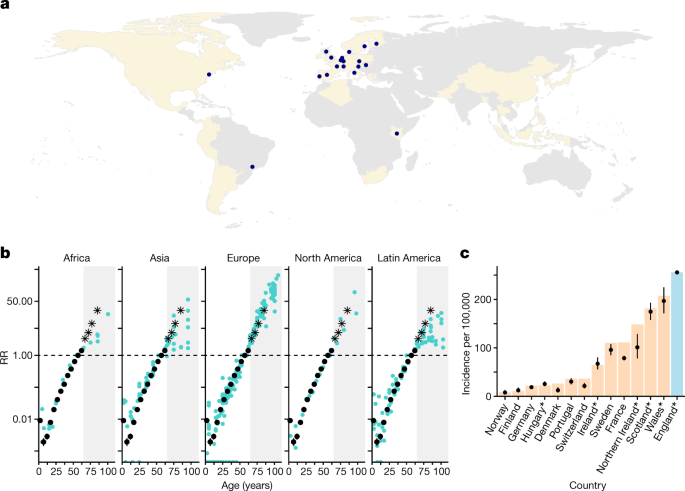 a
b
Africa
Asia
Europe
North America
Latin America
RR
50.00
1.00
0.01
0 25 50 75 100
0 25 50 75 100
0 25 50 75 100
0 25 50 75 100
0 25 50 75 100
Age (years)
c
Incidence per 100,000
200
100
0
Norway
Finland
Germany
Hungary*
Denmark
Portugal
Switzerland
Ireland*
Sweden
France
Northern Ireland*
Scotland*
Wales*
England*
Country